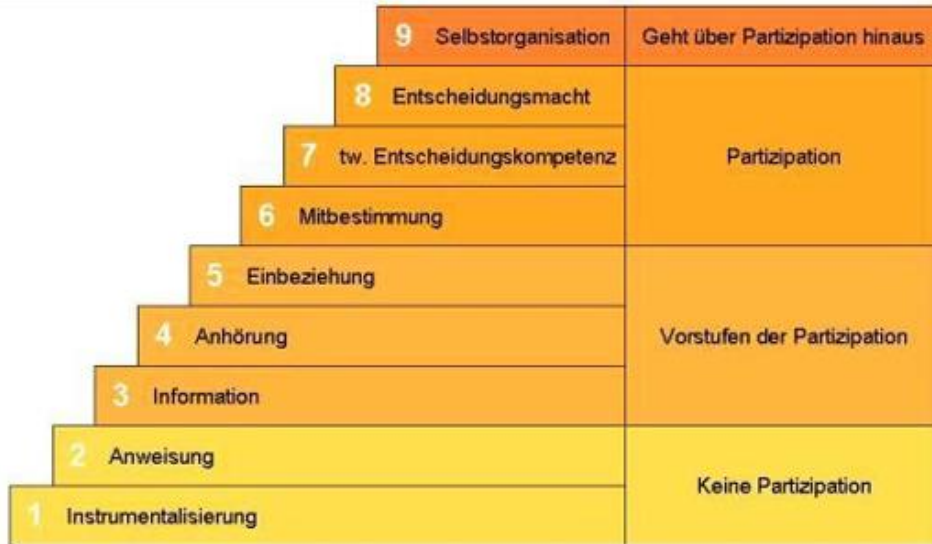 9 Selbstorganisation Geht über Partizipation hinaus
8 Entscheidungsmacht
7 tw. Entscheidungskompetenz Partizipation
6 Mitbestimmung
5 Einbeziehung
4 Anhörung Vorstufen der Partizipation
3 Information
2 Anweisung
Keine Partizipation
1 Instrumentalisierung